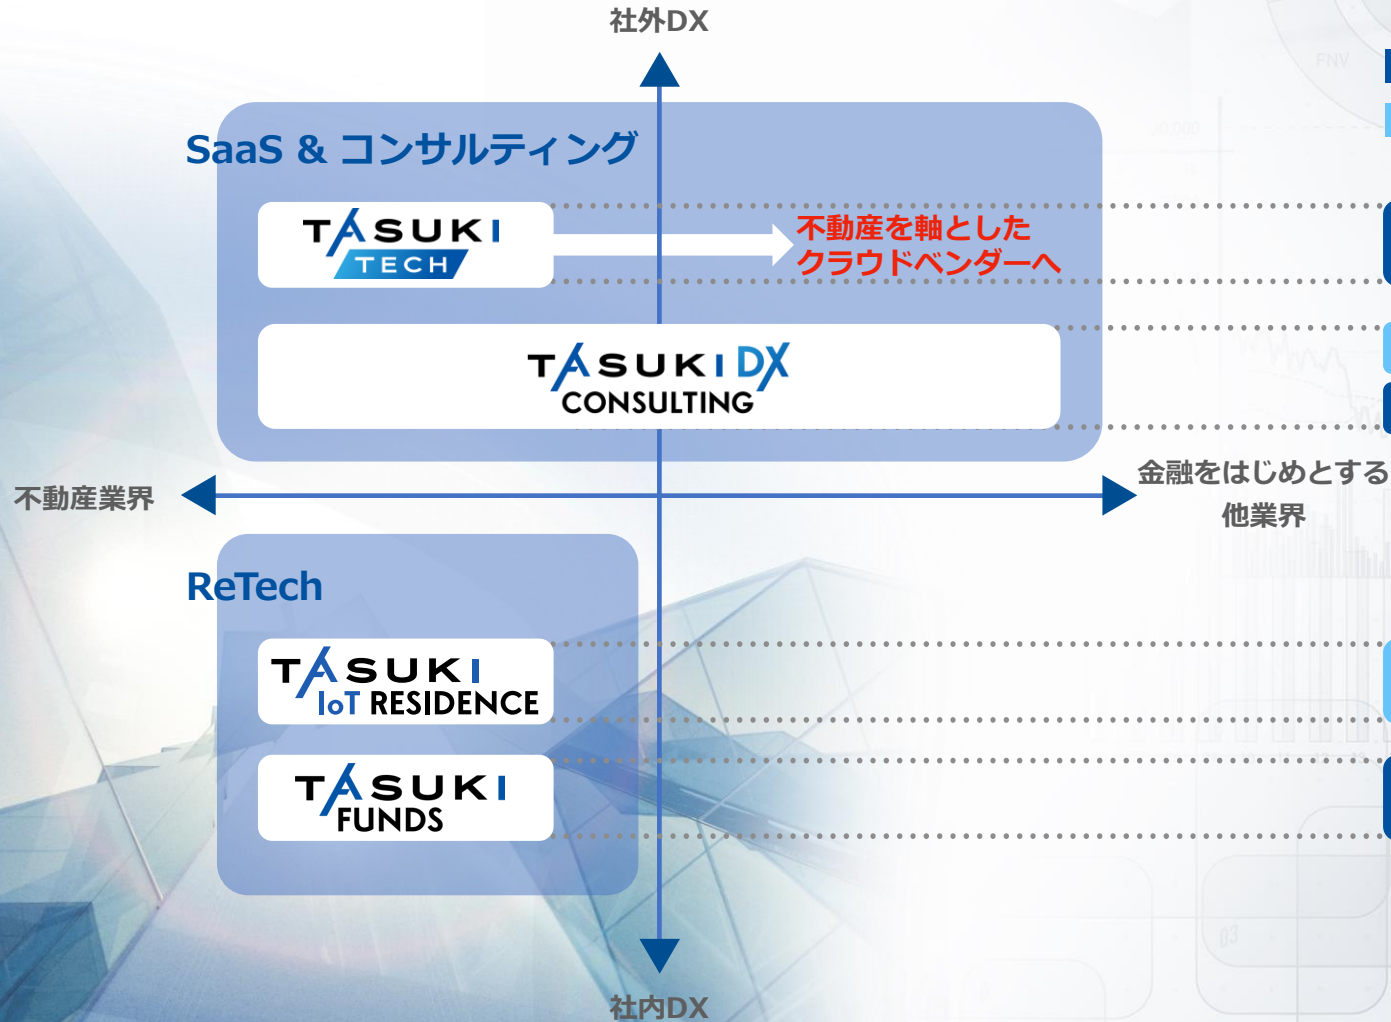 社外DX
FNV
SaaS & コンサルティング
TASUKI
TECH
不動産を軸とした
クラウドベンダーへ
TASUKI DX
CONSULTING
不動産業界
金融をはじめとする
他業界
ReTech
TASUKI
IoT RESIDENCE
TASUKI
FUNDS
03
社内DX